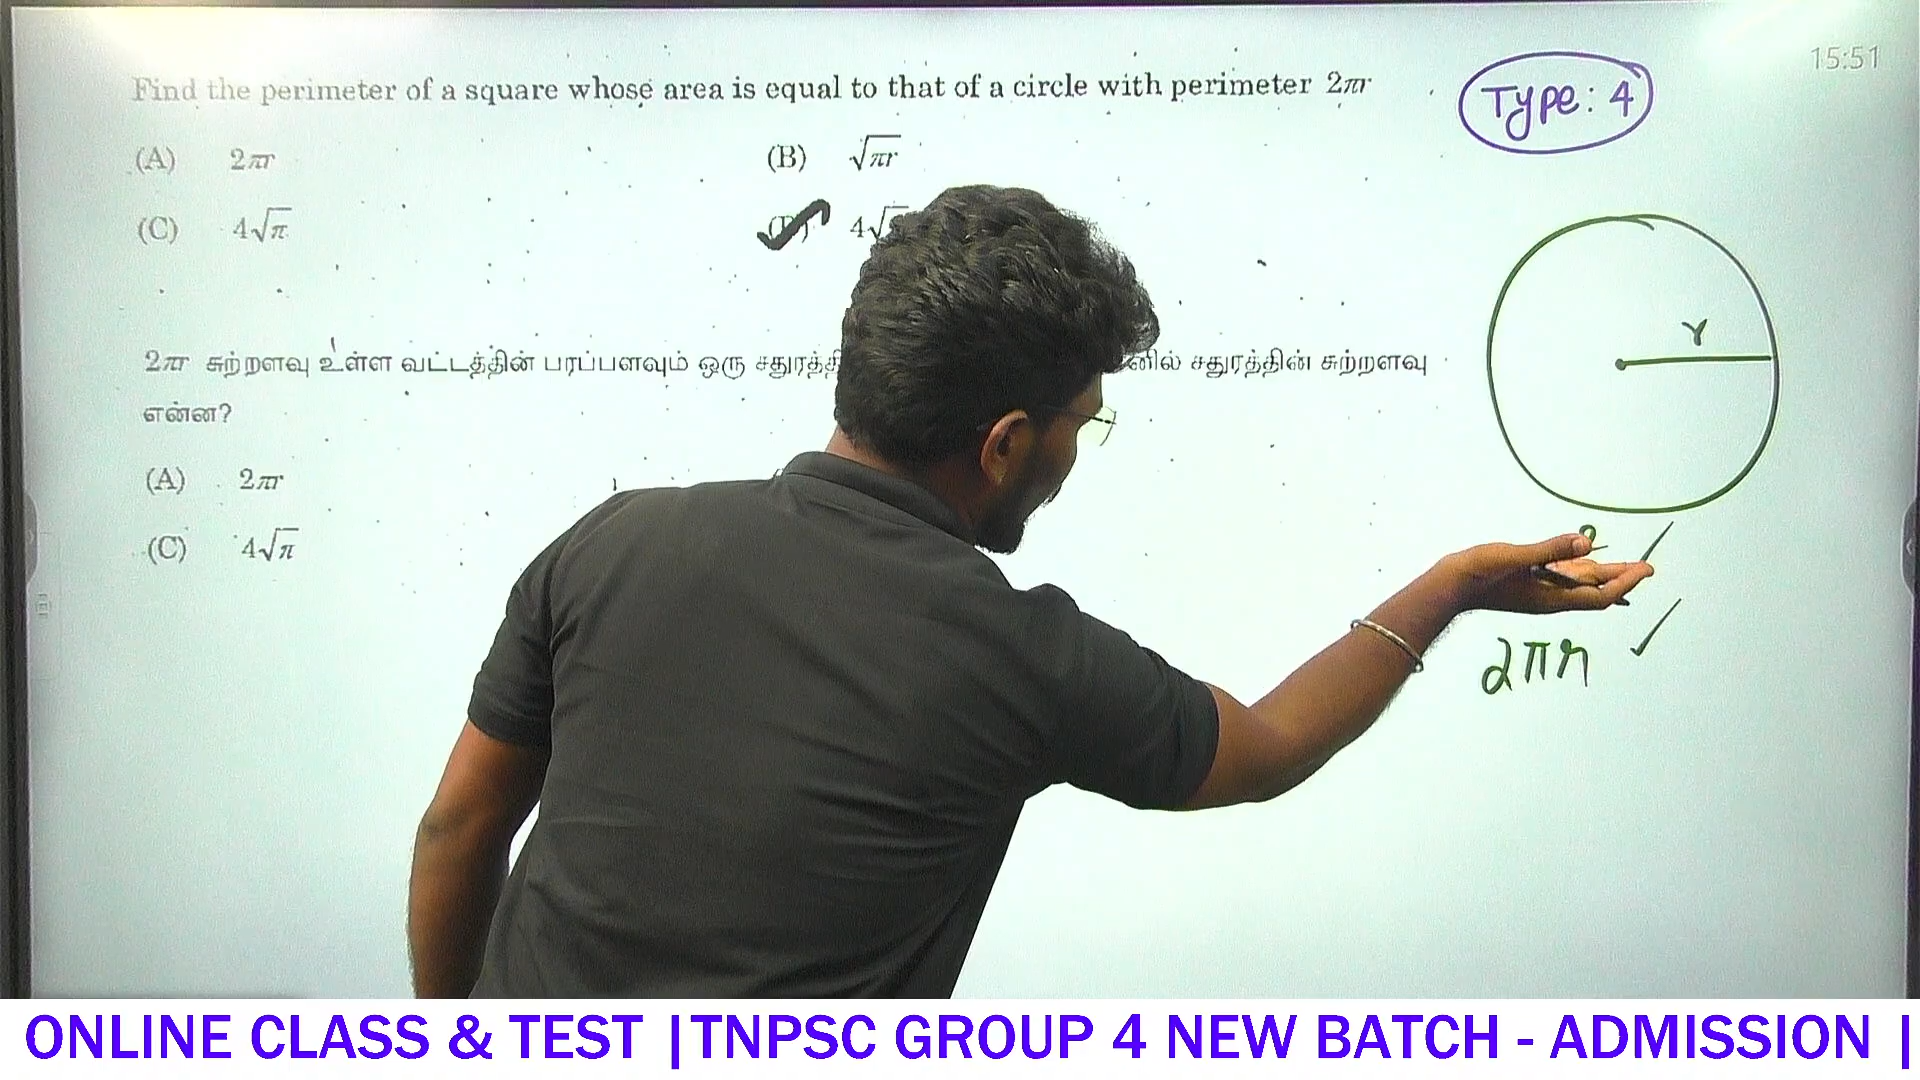 15:51
Find the perimeter of a square whose area is equal to that of a circle with perimeter 2πr
Type: 4
(A) 2πr (B) √πr
(C) 4√π 4√
r
2πr சுற்றளவு உள்ள வட்டத்தின் பரப்பளவும் ஒரு சதுரத்தின் சுற்றளவு
என்ன?
(A) 2πr
(C) 4√π
2πr
ONLINE CLASS & TEST | TNPSC GROUP 4 NEW BATCH - ADMISSION |